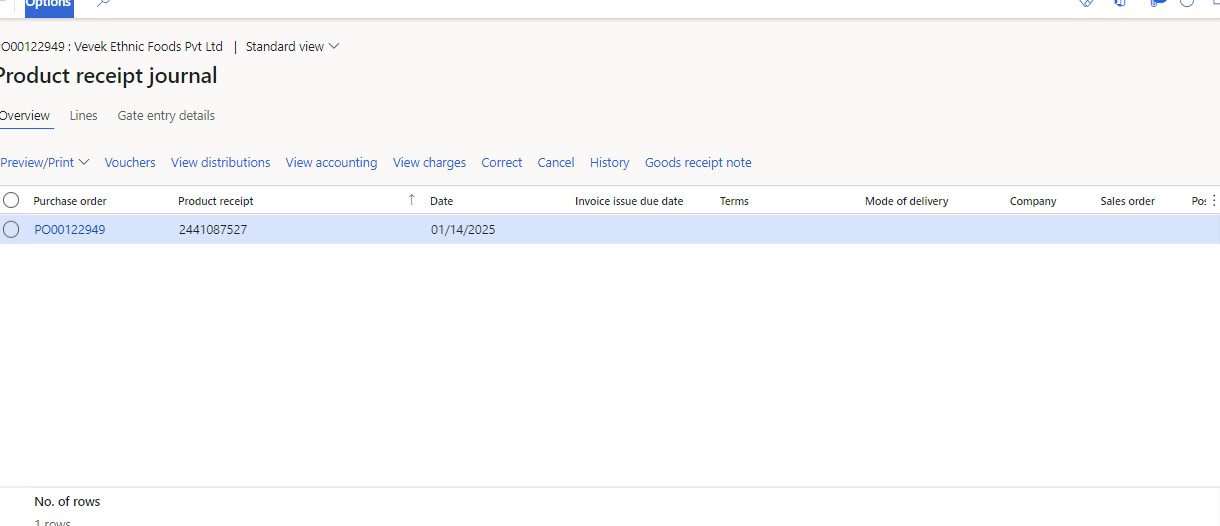 Options
PO00122949 : Vevek Ethnic Foods Pvt Ltd | Standard view
Product receipt journal
Overview Lines Gate entry details
Preview/Print Vouchers View distributions View accounting View charges Correct Cancel History Goods receipt note
Purchase order Product receipt ↑ Date Invoice issue due date Terms Mode of delivery Company Sales order Pos
PO00122949 2441087527 01/14/2025
No. of rows
1 rows